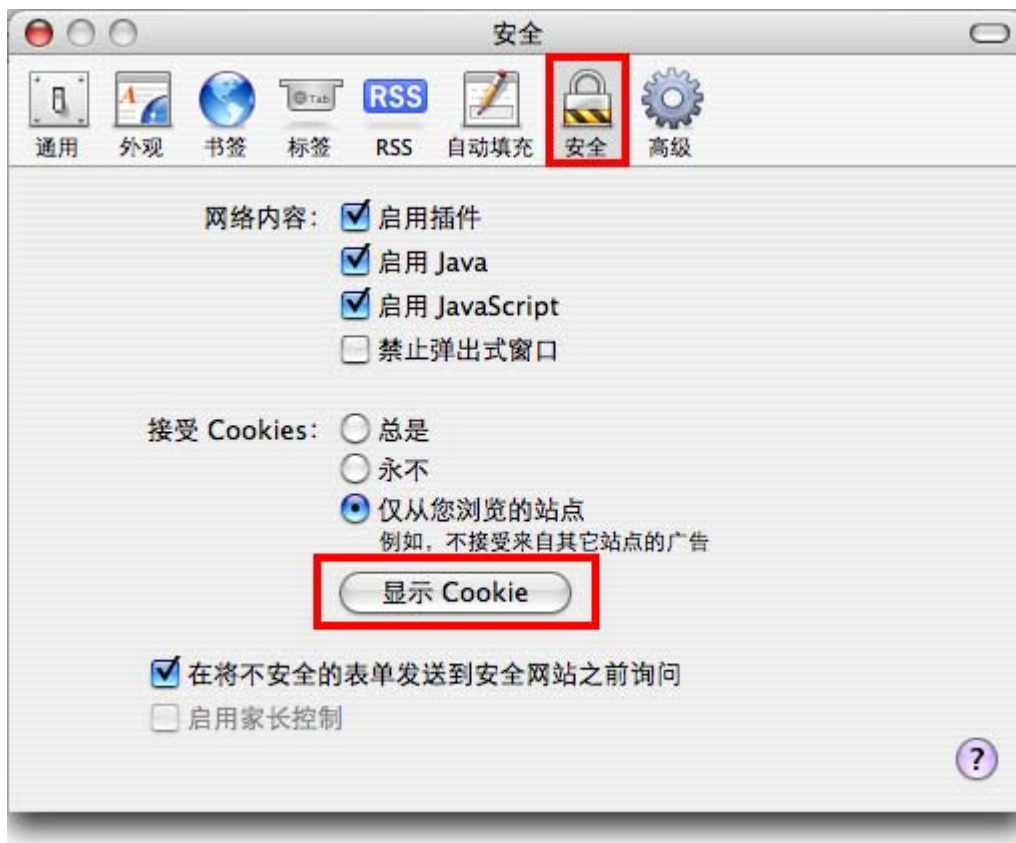 安全
Tab
RSS
通用 外观 书签 标签 RSS 自动填充 安全 高级
网络内容: 启用插件
启用 Java
启用 JavaScript
禁止弹出式窗口
接受 Cookies: 总是
永不
仅从您浏览的站点
例如，不接受来自其它站点的广告
显示 Cookie
在将不安全的表单发送到安全网站之前询问
启用家长控制
?